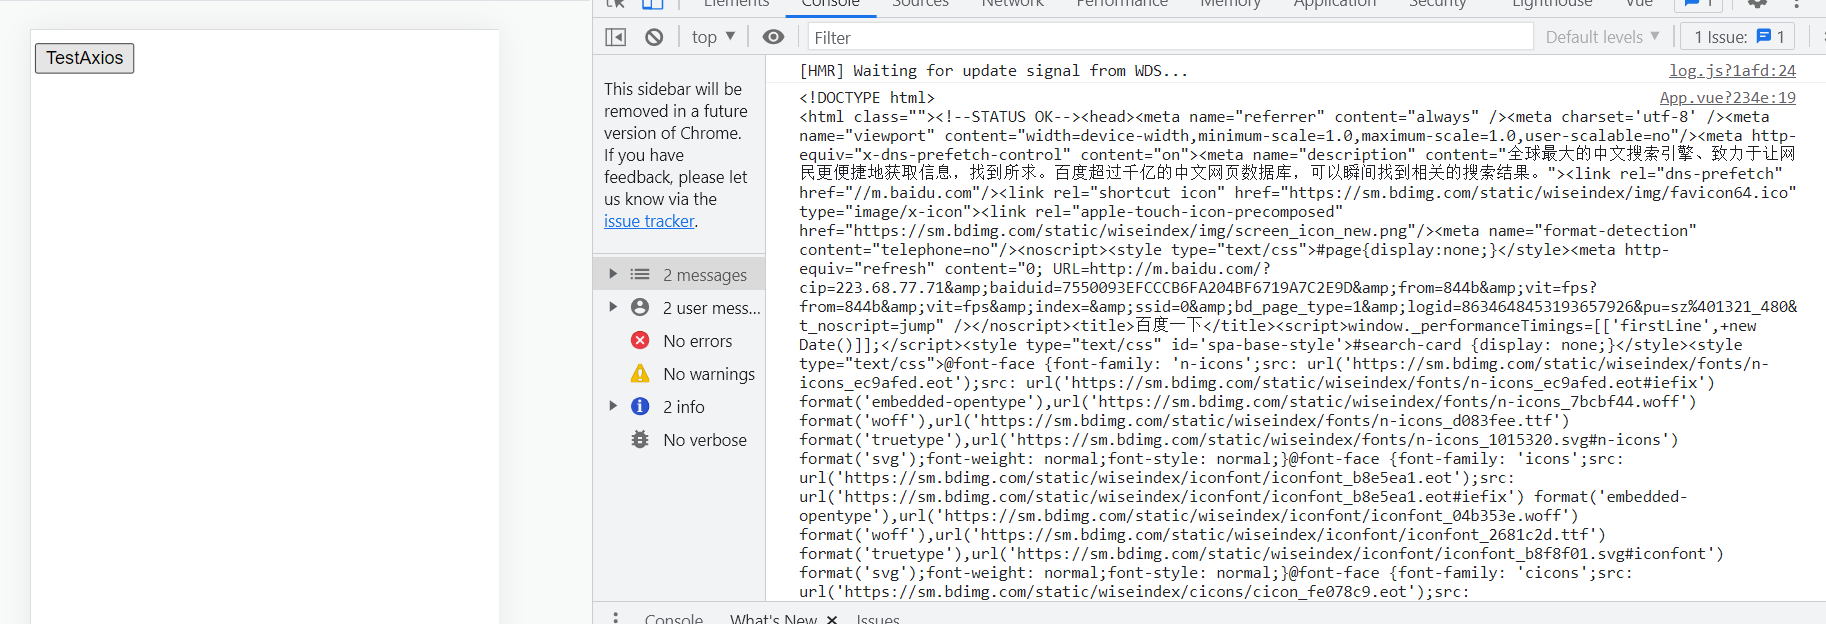 TestAxios
Elements Console Sources Network Performance Memory Application Security Lighthouse Vue 1
top ▼ Filter Default levels ▼ 1 Issue: 1
This sidebar will be
removed in a future
version of Chrome.
If you have
feedback, please let
us know via the
issue tracker.
2 messages
2 user mess...
No errors
No warnings
2 info
No verbose
[HMR] Waiting for update signal from WDS... log.js?1afd:24
<!DOCTYPE html> App.vue?234e:19
<html class=""><!--STATUS OK--><head><meta name="referrer" content="always" /><meta charset='utf-8' /><meta
name="viewport" content="width=device-width,minimum-scale=1.0,maximum-scale=1.0,user-scalable=no"/><meta http-
equiv="x-dns-prefetch-control" content="on"><meta name="description" content="全球最大的中文搜索引擎、致力于让网
民更便捷地获取信息，找到所求。百度超过千亿的中文网页数据库，可以瞬间找到相关的搜索结果。"><link rel="dns-prefetch"
href="//m.baidu.com"/><link rel="shortcut icon" href="https://sm.bdimg.com/static/wiseindex/img/favicon64.ico"
type="image/x-icon"><link rel="apple-touch-icon-precomposed"
href="https://sm.bdimg.com/static/wiseindex/img/screen_icon_new.png"/><meta name="format-detection"
content="telephone=no"/><noscript><style type="text/css">#page{display:none;}</style><meta http-
equiv="refresh" content="0; URL=http://m.baidu.com/?
cip=223.68.77.71&amp;baiduid=7550093EFCCCB6FA204BF6719A7C2E9D&amp;from=844b&amp;vit=fps?
from=844b&amp;vit=fps&amp;index=&amp;ssid=0&amp;bd_page_type=1&amp;logid=8634648453193657926&pu=sz%401321_480&
t_noscript=jump" /></noscript><title>百度一下</title><script>window._performanceTimings=[['firstLine',+new
Date()]];</script><style type="text/css" id='spa-base-style'>#search-card {display: none;}</style><style
type="text/css">@font-face {font-family: 'n-icons';src: url('https://sm.bdimg.com/static/wiseindex/fonts/n-
icons_ec9afed.eot');src: url('https://sm.bdimg.com/static/wiseindex/fonts/n-icons_ec9afed.eot#iefix')
format('embedded-opentype'),url('https://sm.bdimg.com/static/wiseindex/fonts/n-icons_7bcbf44.woff')
format('woff'),url('https://sm.bdimg.com/static/wiseindex/fonts/n-icons_d083fee.ttf')
format('truetype'),url('https://sm.bdimg.com/static/wiseindex/fonts/n-icons_1015320.svg#n-icons')
format('svg');font-weight: normal;font-style: normal;}@font-face {font-family: 'icons';src:
url('https://sm.bdimg.com/static/wiseindex/iconfont/iconfont_b8e5ea1.eot');src:
url('https://sm.bdimg.com/static/wiseindex/iconfont/iconfont_b8e5ea1.eot#iefix') format('embedded-
opentype'),url('https://sm.bdimg.com/static/wiseindex/iconfont/iconfont_04b353e.woff')
format('woff'),url('https://sm.bdimg.com/static/wiseindex/iconfont/iconfont_2681c2d.ttf')
format('truetype'),url('https://sm.bdimg.com/static/wiseindex/iconfont/iconfont_b8f8f01.svg#iconfont')
format('svg');font-weight: normal;font-style: normal;}@font-face {font-family: 'cicons';src:
url('https://sm.bdimg.com/static/wiseindex/cicons/cicon_fe078c9.eot');src:
Console What's New × Issues